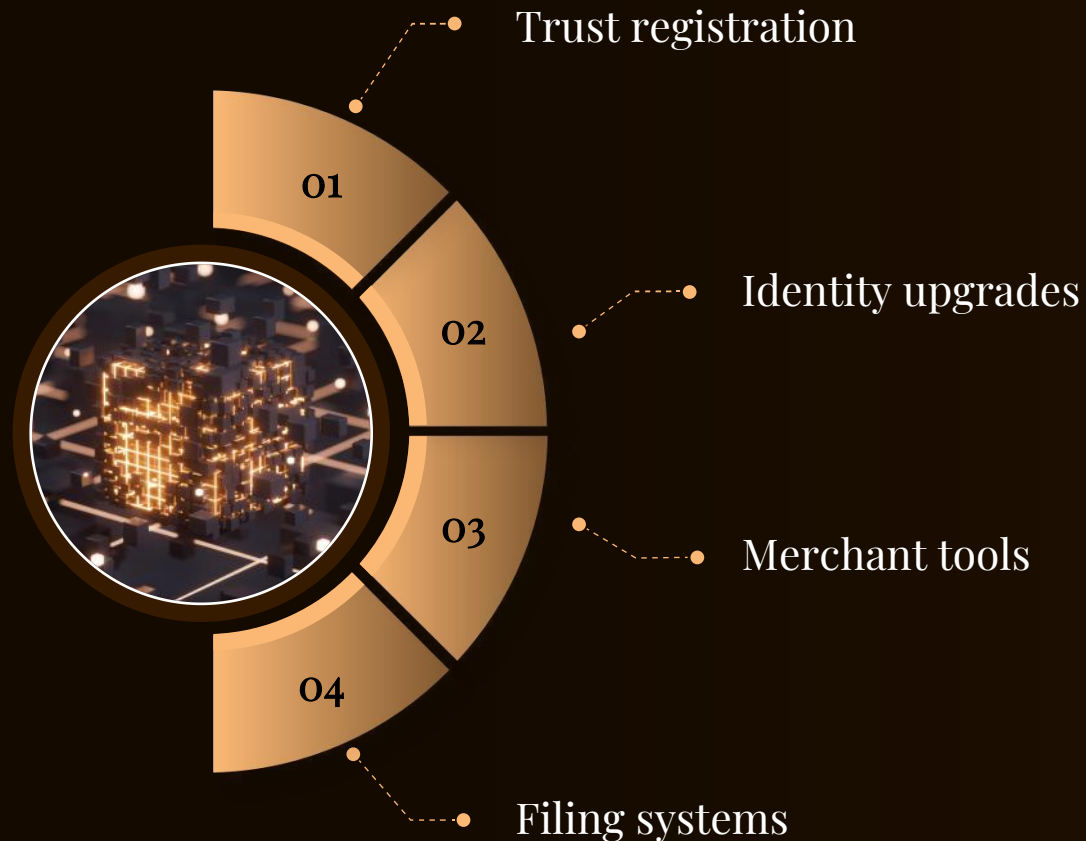 Trust registration
01
Identity upgrades
02
03
Merchant tools
04
Filing systems